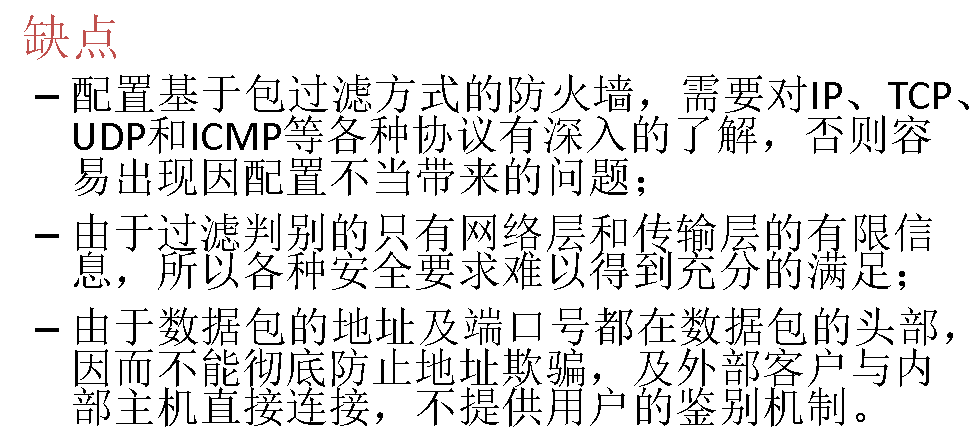 缺点
– 配置基于包过滤方式的防火墙，需要对IP、TCP、
UDP和ICMP等各种协议有深入的了解，否则容
易出现因配置不当带来的问题；
– 由于过滤判别的只有网络层和传输层的有限信
息，所以各种安全要求难以得到充分的满足；
– 由于数据包的地址及端口号都在数据包的头部，
因而不能彻底防止地址欺骗，及外部客户与内
部主机直接连接，不提供用户的鉴别机制。